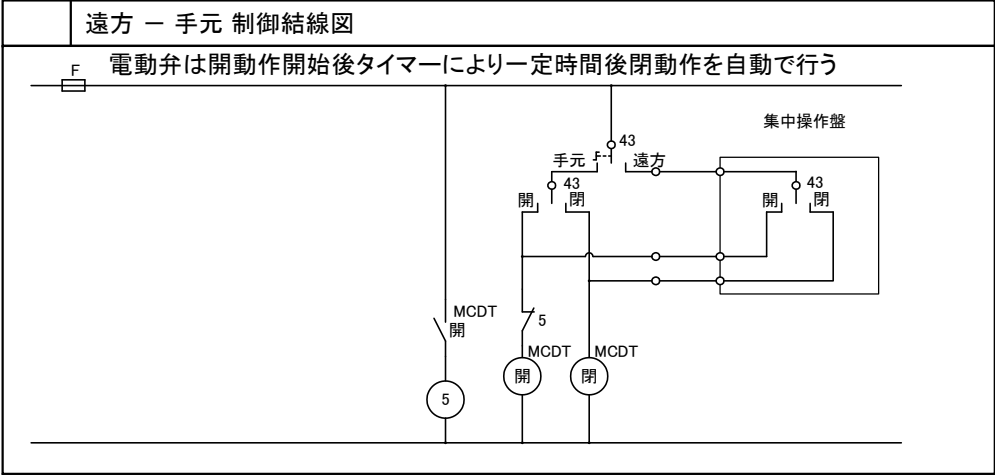 遠方 － 手元 制御結線図
電動弁は開動作開始後タイマーにより一定時間後閉動作を自動で行う
F
集中操作盤
43
手元
遠方
43
開
閉
43
開
閉
MCDT
開
5
MCDT
MCDT
開
閉
5